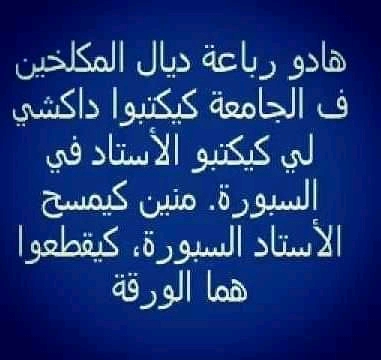 هادو رباعة ديال المكلخين
ف الجامعة كيكتبوا داكشي
لي كيكتبو الأستاد في
السبورة. منين كيمسح
الأستاد السبورة، كيقطعوا
هما الورقة